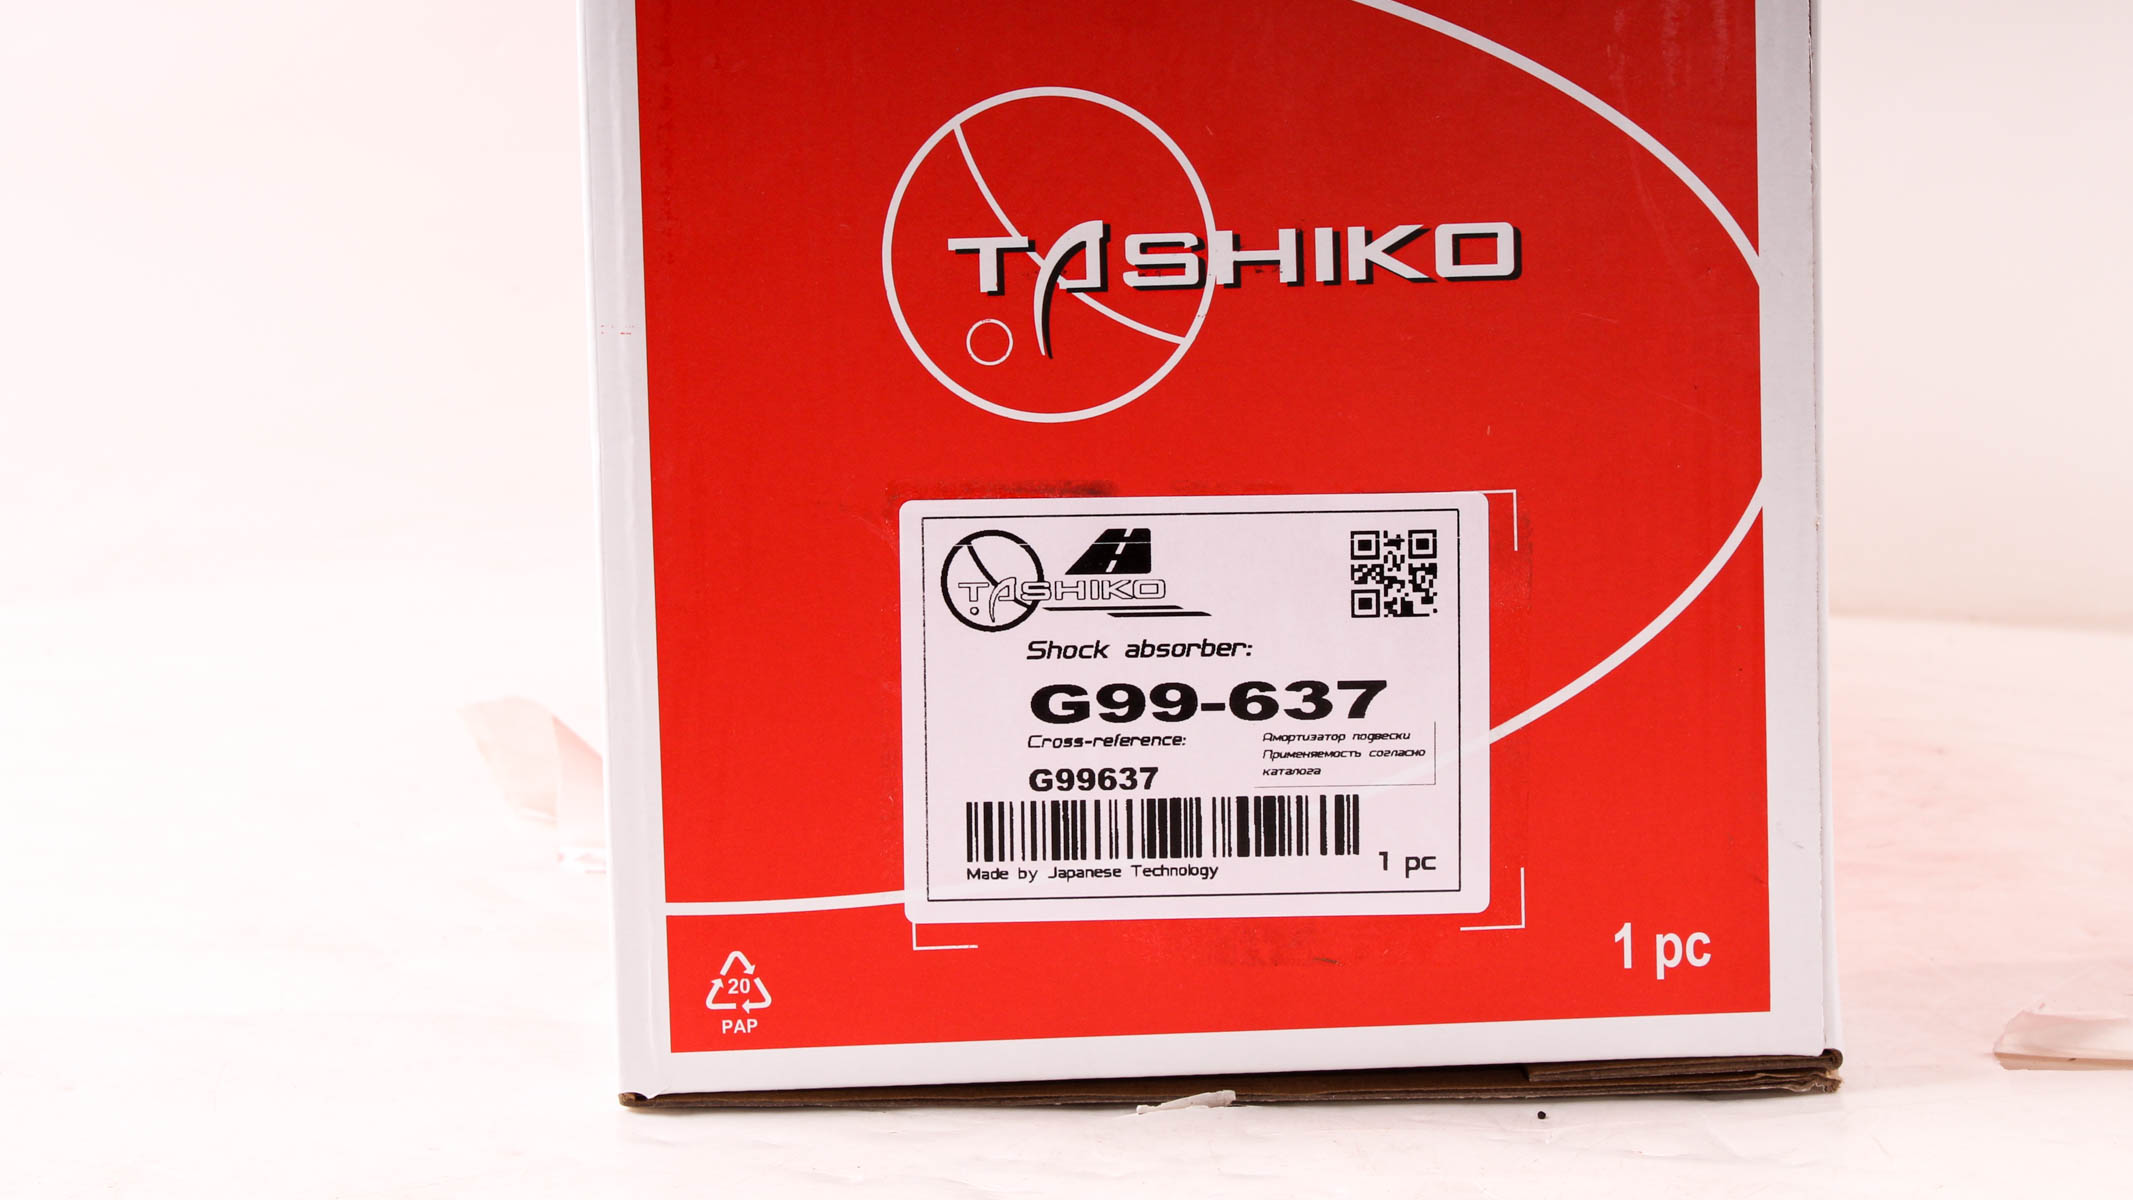 TASHIKO
TASHIKO
Shock absorber:
G99-637
Cross-reference:
G99637
Амортизатор подвески
Применяемость согласно
каталога
Made by Japanese Technology
1 pc
1 pc
20
PAP